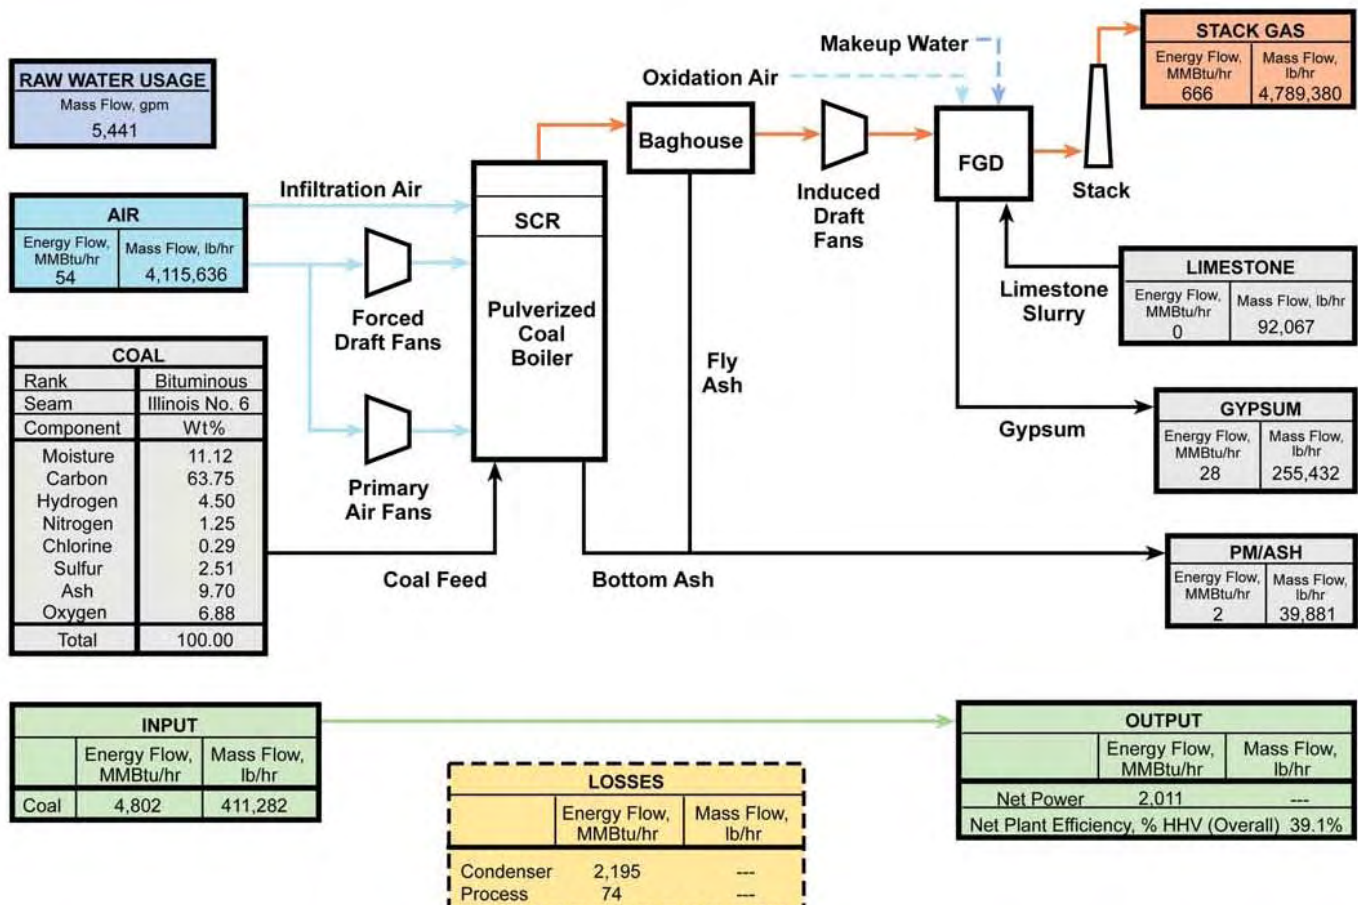 RAW WATER USAGE
Mass Flow, gpm
5,441
AIR
Energy Flow, MMBtu/hr
Mass Flow, lb/hr
54
4,115,636
COAL
Rank Bituminous
Seam Illinois No. 6
Component Wt%
Moisture 11.12
Carbon 63.75
Hydrogen 4.50
Nitrogen 1.25
Chlorine 0.29
Sulfur 2.51
Ash 9.70
Oxygen 6.88
Total 100.00
Infiltration Air
Forced
Draft Fans
Primary
Air Fans
Coal Feed
SCR
Pulverized
Coal
Boiler
Bottom Ash
Baghouse
Fly
Ash
Oxidation Air
Makeup Water
Induced
Draft
Fans
FGD
Stack
Limestone
Slurry
Gypsum
STACK GAS
Energy Flow, MMBtu/hr
Mass Flow, lb/hr
666
4,789,380
LIMESTONE
Energy Flow, MMBtu/hr
Mass Flow, lb/hr
0
92,067
GYPSUM
Energy Flow, MMBtu/hr
Mass Flow, lb/hr
28
255,432
PM/ASH
Energy Flow, MMBtu/hr
Mass Flow, lb/hr
2
39,881
INPUT
Energy Flow, MMBtu/hr
Mass Flow, lb/hr
Coal 4,802 411,282
LOSSES
Energy Flow, MMBtu/hr
Mass Flow, lb/hr
Condenser 2,195 ---
Process 74 ---
OUTPUT
Energy Flow, MMBtu/hr
Mass Flow, lb/hr
Net Power 2,011 ---
Net Plant Efficiency, % HHV (Overall) 39.1%